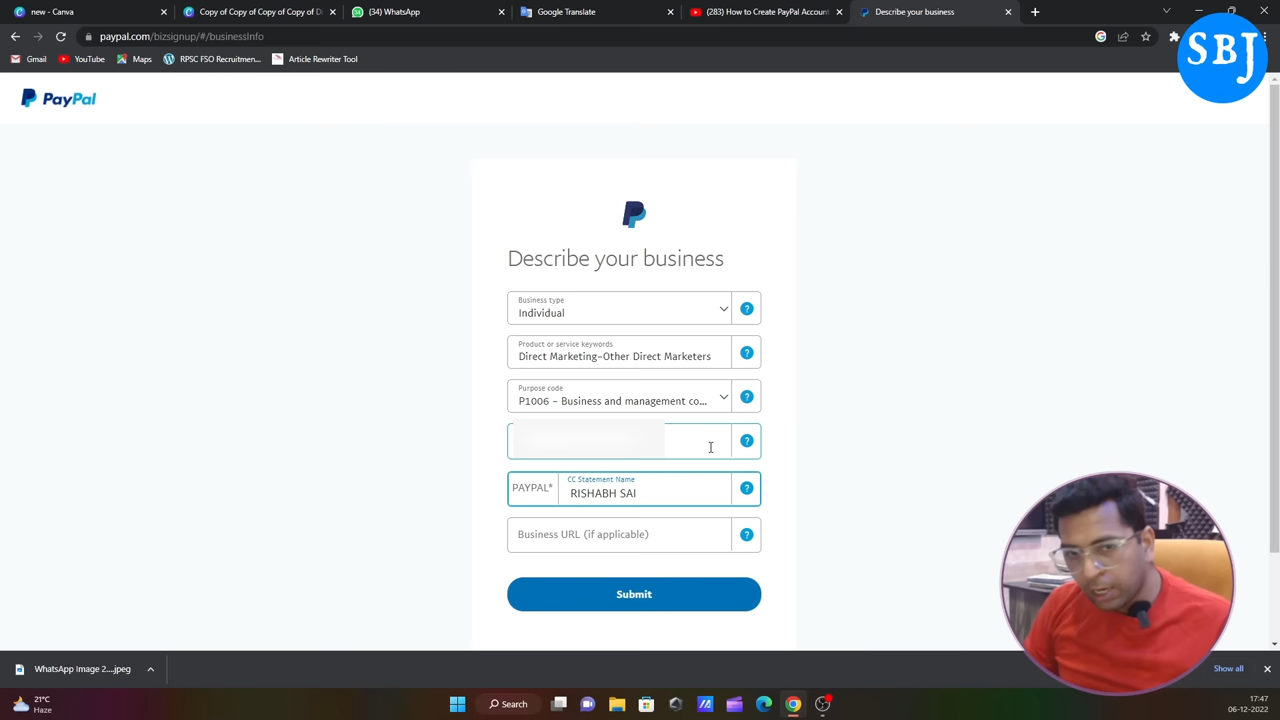 new
Copy of Copy of Copy of Copy of D
(34) WhatsApp
Google Translate
(283) How to Create PayPal Accoun
Describe your business
paypal.com/bizsignup/#/businessInfo
SBJ
Gmail
YouTube
Maps
RPSC FSO Recruitmen...
Article Rewriter Tool
PayPal
Describe your business
Business type
Individual
Product or service keywords
Direct Marketing-Other Direct Marketers
Purpose code
P1006 - Business and management co...
PAYPAL*
CC Statement Name
RISHABH SAI
Business URL (if applicable)
Submit
WhatsApp Image 2....jpeg
Show all
21°C
Haze
Search
17:47
06-12-2022